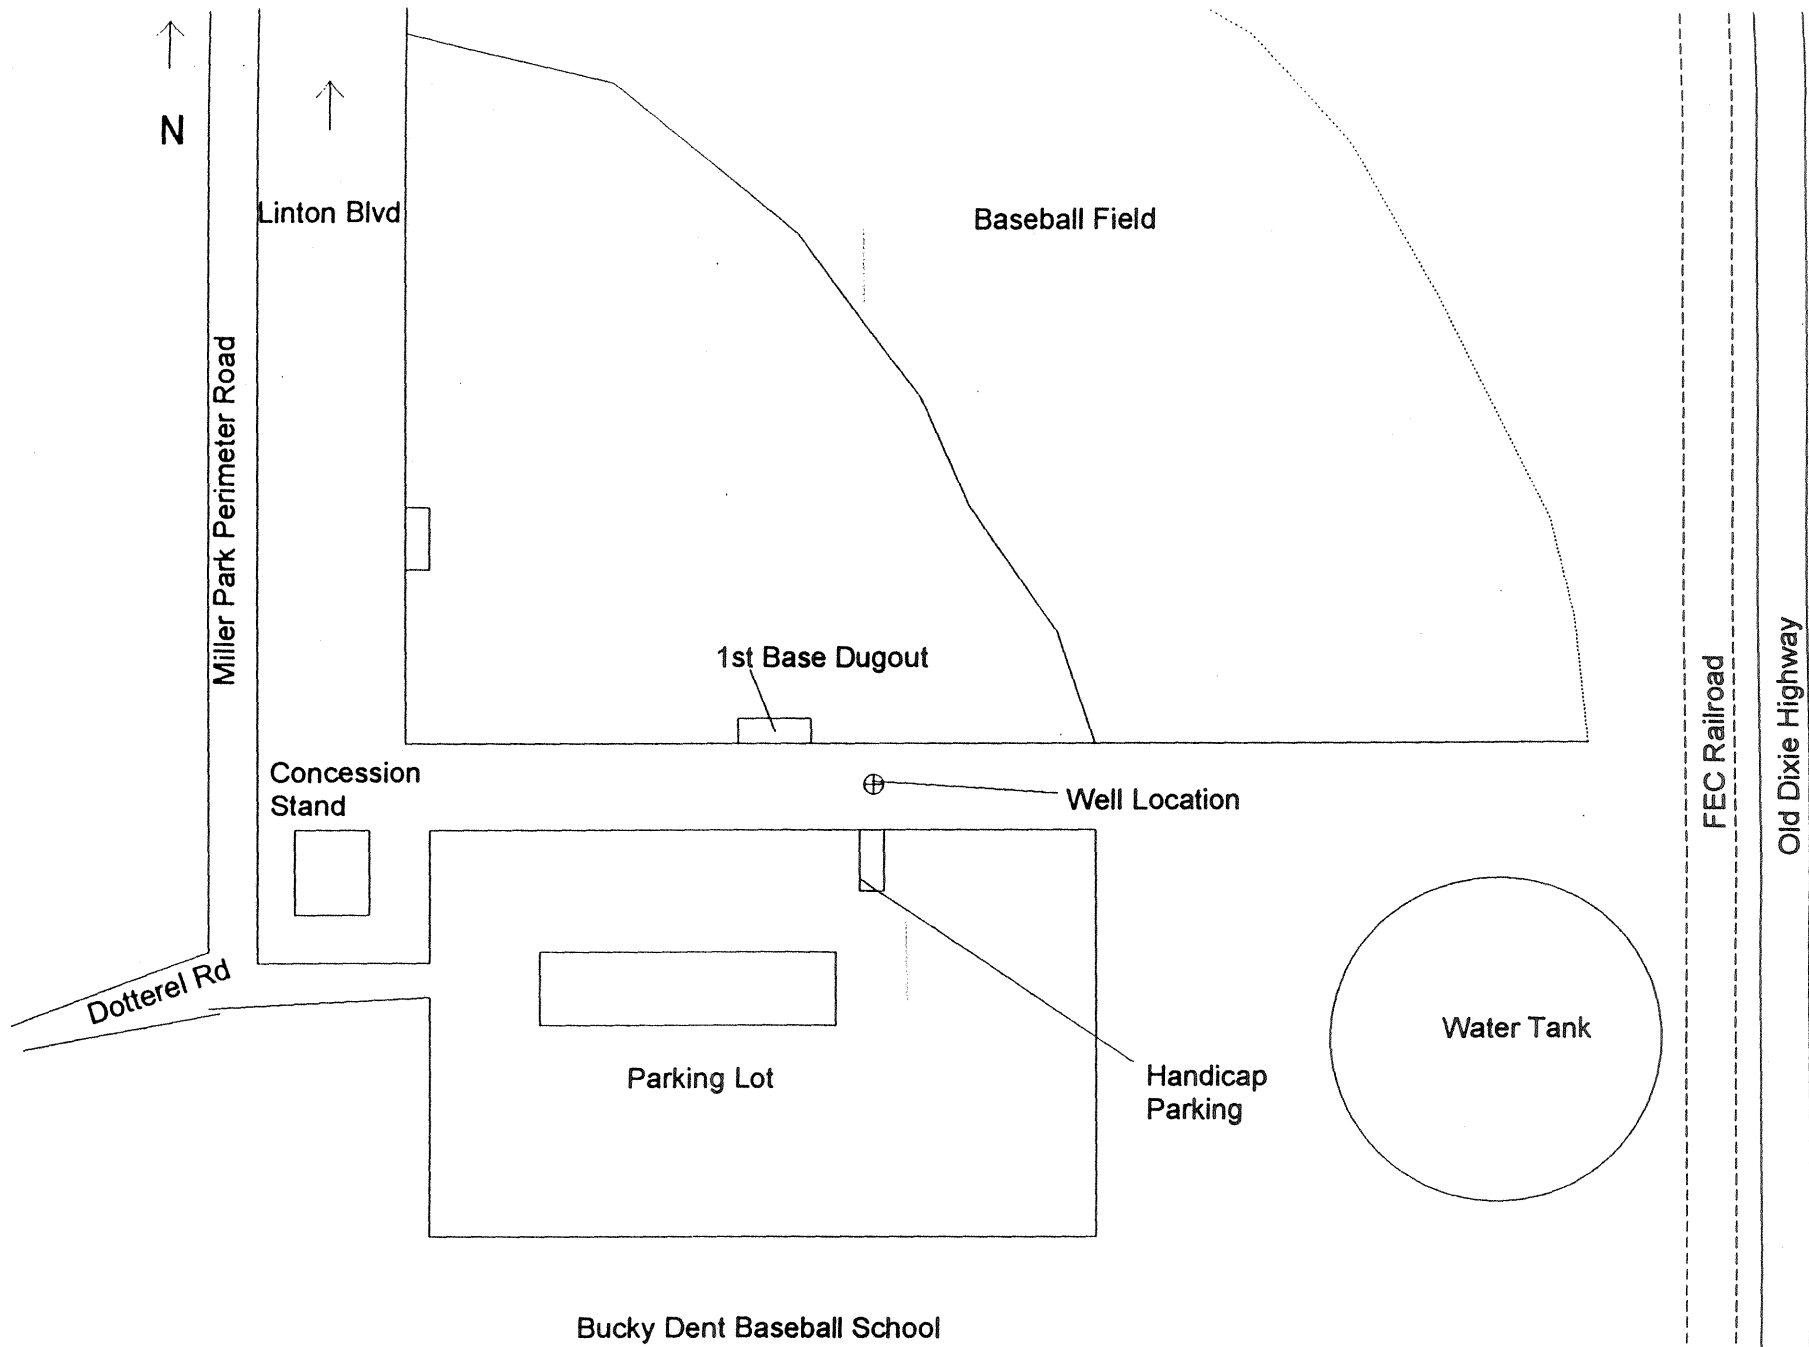 N
Linton Blvd
Baseball Field
Miller Park Perimeter Road
1st Base Dugout
Concession
Stand
Well Location
FEC Railroad
Old Dixie Highway
Dotterel Rd
Parking Lot
Handicap
Parking
Water Tank
Bucky Dent Baseball School